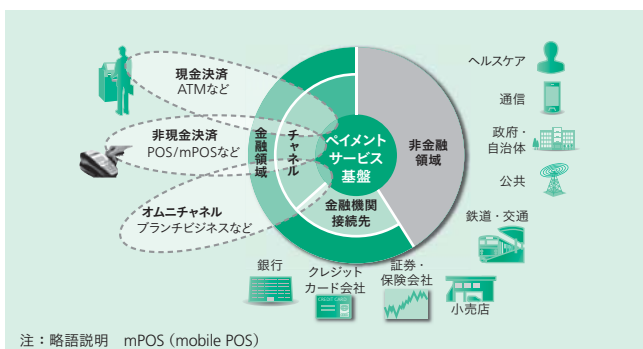 現金決済
ATMなど
非現金決済
POS/mPOSなど
オムニチャネル
ブランチビジネスなど
金融領域
チャネル
ペイメント
サービス
基盤
金融機関
接続先
非金融
領域
ヘルスケア
通信
政府・
自治体
公共
鉄道・交通
小売店
証券・
保険会社
クレジット
カード会社
CREDIT CARD
銀行
注：略語説明　mPOS（mobile POS）